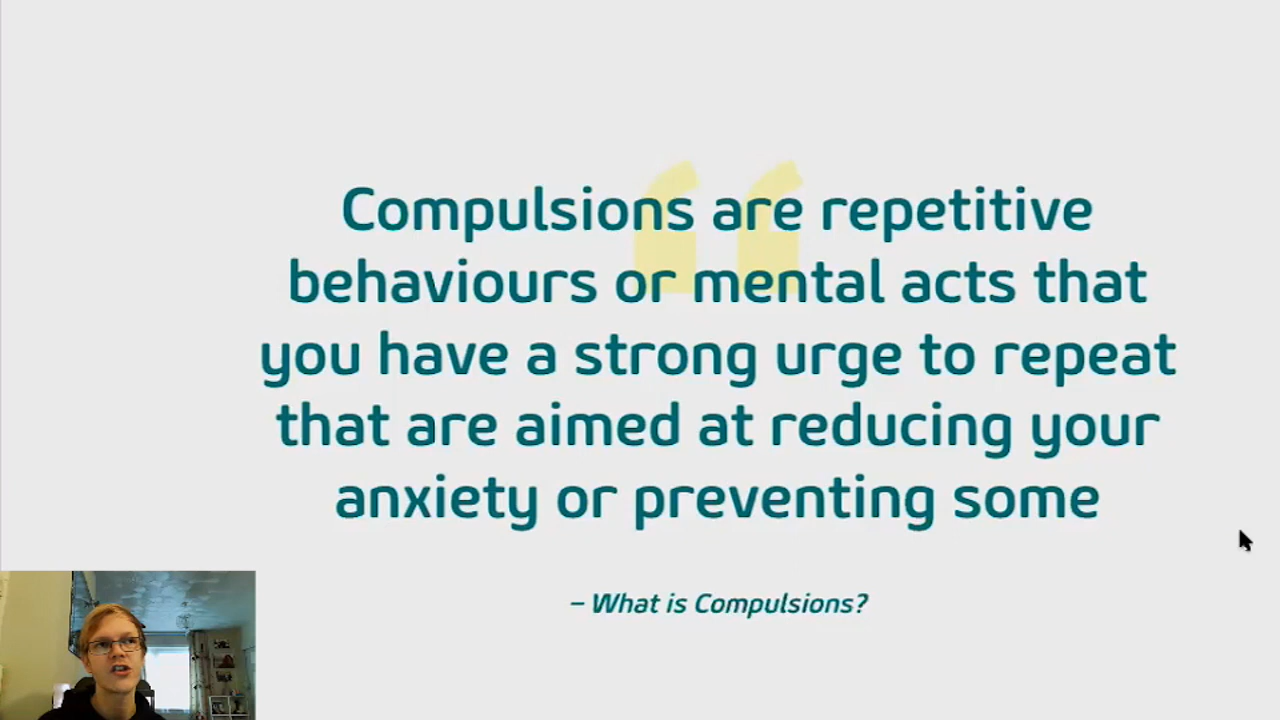 Compulsions are repetitive
behaviours or mental acts that
you have a strong urge to repeat
that are aimed at reducing your
anxiety or preventing some
– What is Compulsions?